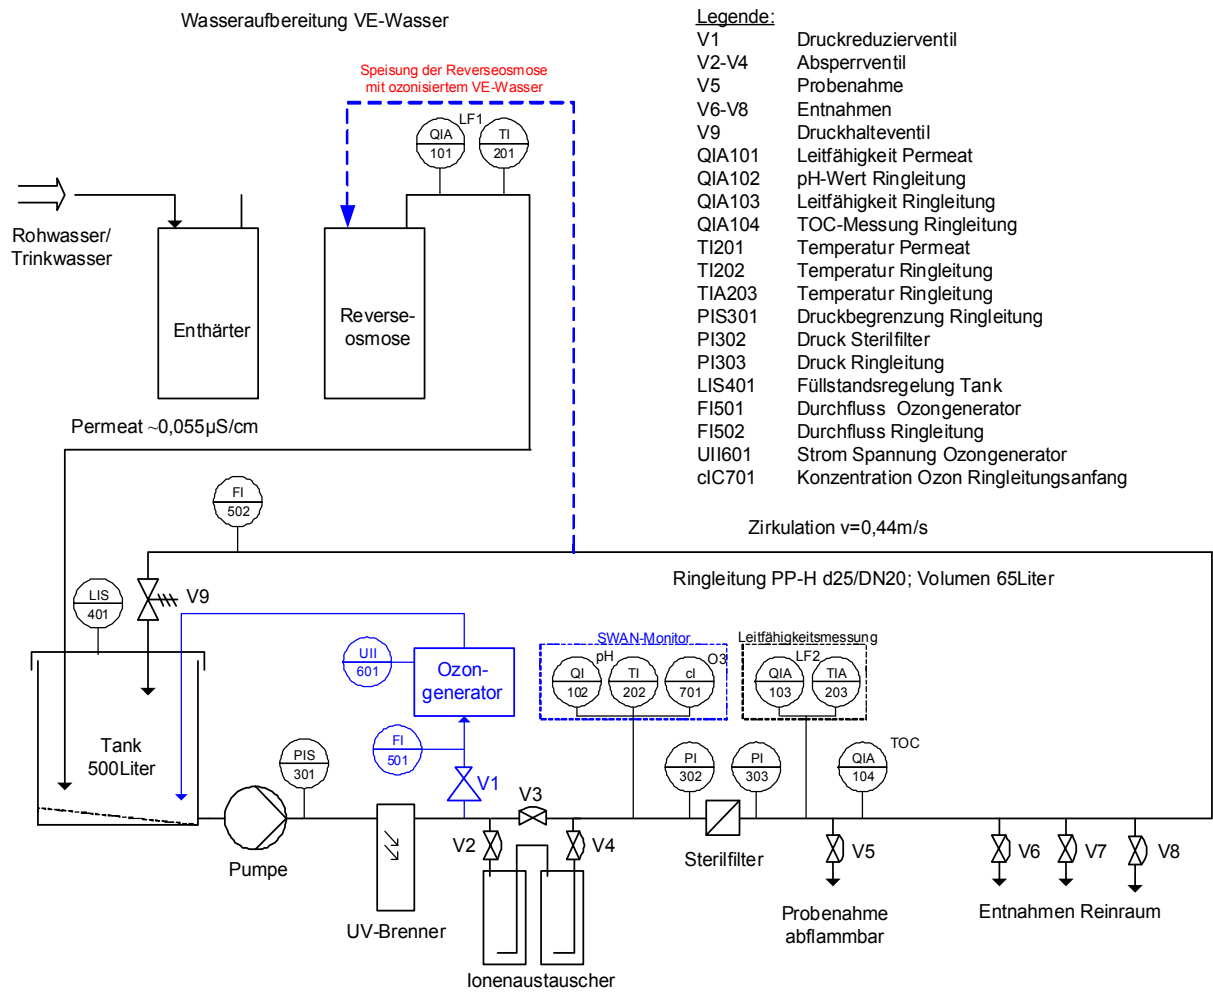 Wasseraufbereitung VE-Wasser
Legende:
V1 Druckreduzierventil
V2-V4 Absperrventil
V5 Probenahme
V6-V8 Entnahmen
V9 Druckhalteventil
QIA101 Leitfähigkeit Permeat
QIA102 pH-Wert Ringleitung
QIA103 Leitfähigkeit Ringleitung
QIA104 TOC-Messung Ringleitung
TI201 Temperatur Permeat
TI202 Temperatur Ringleitung
TIA203 Temperatur Ringleitung
PIS301 Druckbegrenzung Ringleitung
PI302 Druck Sterilfilter
PI303 Druck Ringleitung
LIS401 Füllstandsregelung Tank
FI501 Durchfluss Ozongenerator
FI502 Durchfluss Ringleitung
UII601 Strom Spannung Ozongenerator
cIC701 Konzentration Ozon Ringleitungsanfang
Speisung der Reverseosmose
mit ozonisiertem VE-Wasser
LF1
QIA
101
TI
201
Rohwasser/
Trinkwasser
Enthärter
Reverse-
osmose
Permeat ~0,055µS/cm
FI
502
Zirkulation v=0,44m/s
Ringleitung PP-H d25/DN20; Volumen 65Liter
LIS
401
V9
UII
601
Ozon-
generator
FI
501
V1
SWAN-Monitor
pH
O3
QI
102
TI
202
cI
701
Leitfähigkeitsmessung
LF2
QIA
103
TIA
203
Tank
500Liter
PIS
301
PI
302
PI
303
TOC
QIA
104
V3
V2
V4
V5
V6
V7
V8
Pumpe
UV-Brenner
Sterilfilter
Probenahme
abflammbar
Entnahmen Reinraum
Ionenaustauscher